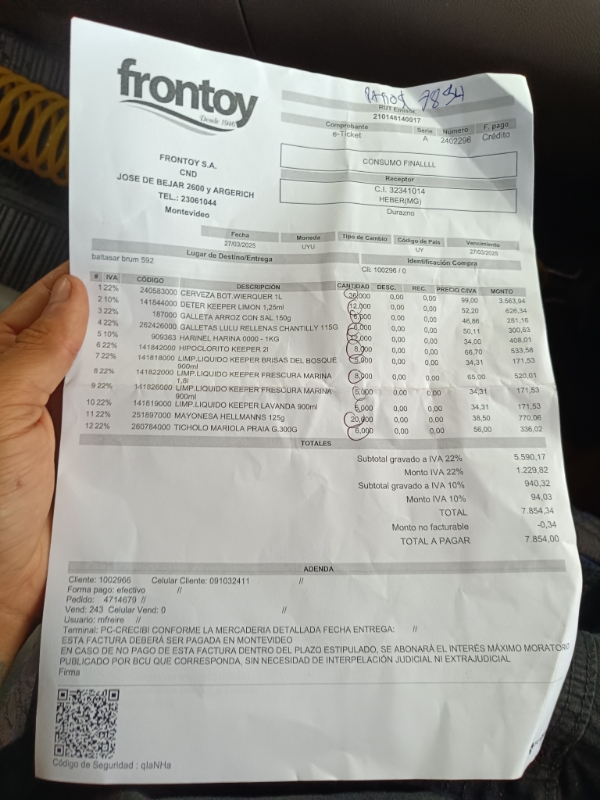 frontoy
Desde 1946
PAGOS 7894
RUT Emisor
210148140017
Comprobante Serie Número F. pago
e-Ticket A 2402296 Crédito
FRONTOY S.A.
CND
JOSE DE BEJAR 2600 y ARGERICH
TEL.: 23061044
Montevideo
CONSUMO FINALLLL
Receptor
C.I. 32341014
HEBER(MG)
Durazno
Fecha Moneda Tipo de Cambio Código de País Vencimiento
27/03/2025 UYU UY 27/03/2025
Lugar de Destino/Entrega Identificación Compra
baltasar brum 592 Cli: 100296 / 0
# IVA CÓDIGO DESCRIPCIÓN CANTIDAD DESC. REC. PRECIO C/IVA MONTO
1 22% 240583000 CERVEZA BOT.WIERQUER 1L 36,000 0,00 0,00 99,00 3.563,94
2 10% 141844000 DETER KEEPER LIMON 1,25ml 12,000 0,00 0,00 52,20 626,34
3 22% 187000 GALLETA ARROZ CON SAL 150g 6,000 0,00 0,00 46,86 281,16
4 22% 262426000 GALLETAS LULU RELLENAS CHANTILLY 115G 6,000 0,00 0,00 50,11 300,63
5 10% 909363 HARINEL HARINA 0000 - 1KG 12,000 0,00 0,00 34,00 408,01
6 22% 141842000 HIPOCLORITO KEEPER 2l 8,000 0,00 0,00 66,70 533,58
7 22% 141818000 LIMP.LIQUIDO KEEPER BRISAS DEL BOSQUE 5,000 0,00 0,00 34,31 171,53
900ml
8 22% 141822000 LIMP.LIQUIDO KEEPER FRESCURA MARINA 8,000 0,00 0,00 65,00 520,01
1,8l
9 22% 141826000 LIMP.LIQUIDO KEEPER FRESCURA MARINA 5,000 0,00 0,00 34,31 171,53
900ml
10 22% 141819000 LIMP.LIQUIDO KEEPER LAVANDA 900ml 5,000 0,00 0,00 34,31 171,53
11 22% 251897000 MAYONESA HELLMANNS 125g 20,000 0,00 0,00 38,50 770,06
12 22% 260784000 TICHOLO MARIOLA PRAIA G.300G 6,000 0,00 0,00 56,00 336,02
TOTALES
Subtotal gravado a IVA 22% 5.590,17
Monto IVA 22% 1.229,82
Subtotal gravado a IVA 10% 940,32
Monto IVA 10% 94,03
TOTAL 7.854,34
Monto no facturable -0,34
TOTAL A PAGAR 7.854,00
ADENDA
Cliente: 1002966 Celular Cliente: 091032411 //
Forma pago: efectivo //
Pedido: 4714679 //
Vend: 243 Celular Vend: 0 //
Usuario: mfreire //
Terminal: PC-CRECIBI CONFORME LA MERCADERIA DETALLADA FECHA ENTREGA: //
ESTA FACTURA DEBERÁ SER PAGADA EN MONTEVIDEO
EN CASO DE NO PAGO DE ESTA FACTURA DENTRO DEL PLAZO ESTIPULADO, SE ABONARÁ EL INTERÉS MÁXIMO MORATORO
PUBLICADO POR BCU QUE CORRESPONDA, SIN NECESIDAD DE INTERPELACIÓN JUDICIAL NI EXTRAJUDICIAL
Firma
Código de Seguridad : qlaNHa